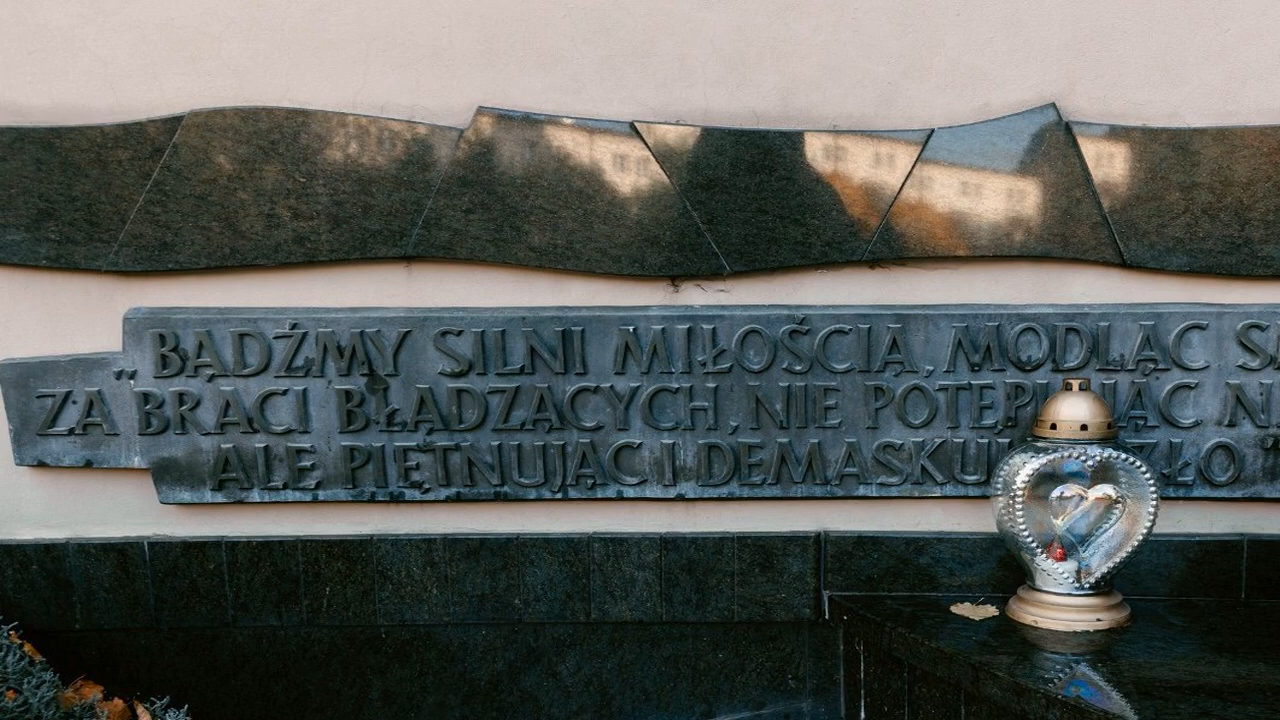 „BĄDŹMY SILNI MIŁOŚCIĄ, MODLĄC
ZA BRACI BŁĄDZĄCYCH, NIE
ALE PIĘTNUJĄC I ZŁO"